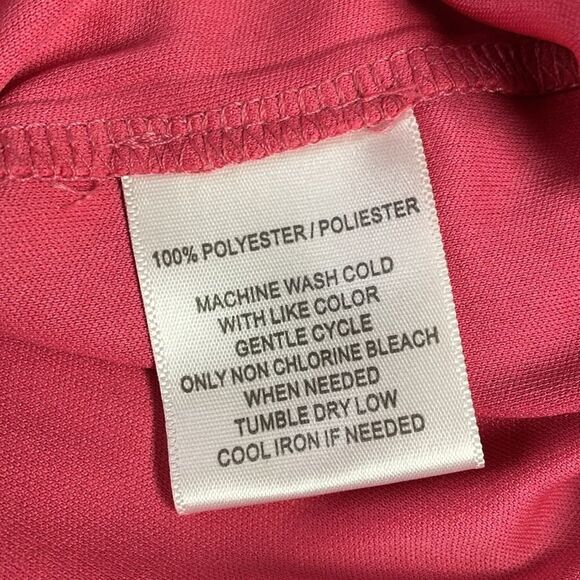 100% POLYESTER / POLIESTER
MACHINE WASH COLD
WITH LIKE COLOR
GENTLE CYCLE
ONLY NON CHLORINE BLEACH
WHEN NEEDED
TUMBLE DRY LOW
COOL IRON IF NEEDED